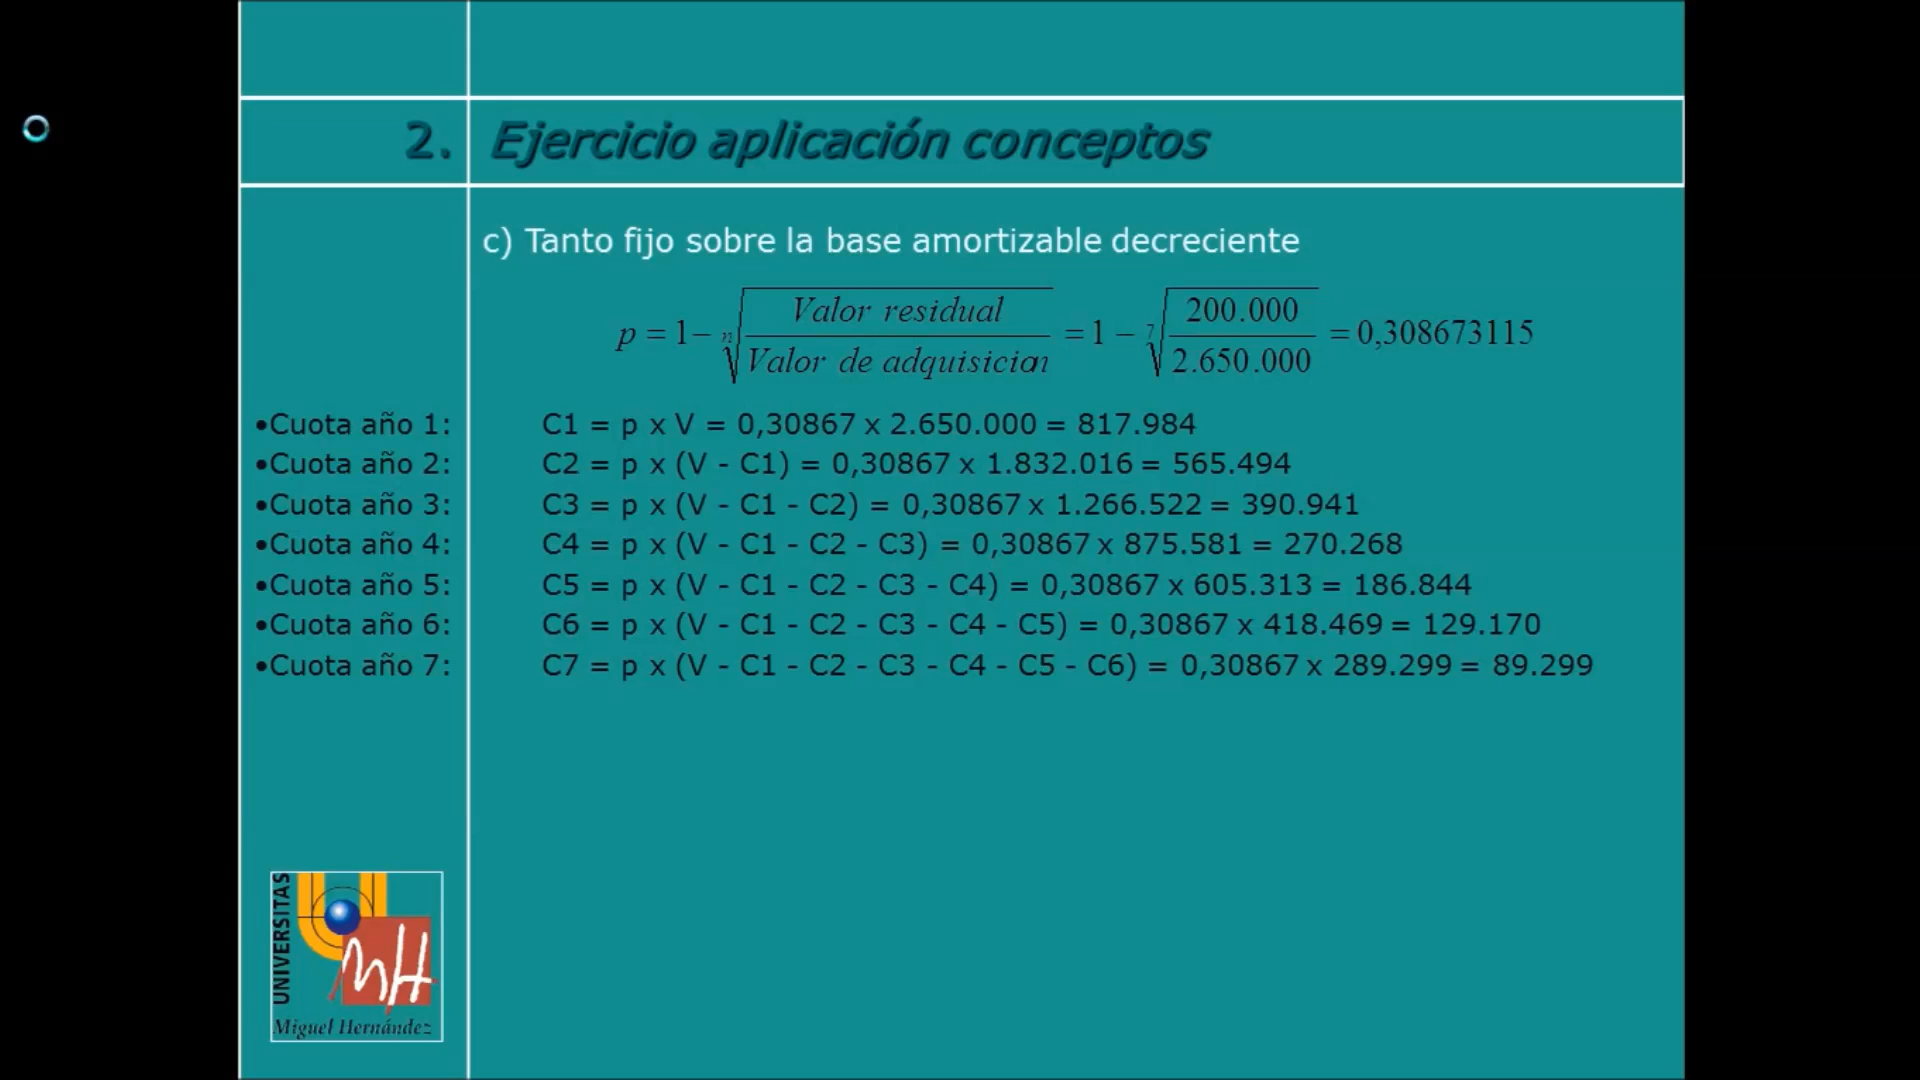 2. Ejercicio aplicación conceptos
c) Tanto fijo sobre la base amortizable decreciente
p = 1 - n√(Valor residual / Valor de adquisicion) = 1 - 7√(200.000 / 2.650.000) = 0,308673115
•Cuota año 1: C1 = p x V = 0,30867 x 2.650.000 = 817.984
•Cuota año 2: C2 = p x (V - C1) = 0,30867 x 1.832.016 = 565.494
•Cuota año 3: C3 = p x (V - C1 - C2) = 0,30867 x 1.266.522 = 390.941
•Cuota año 4: C4 = p x (V - C1 - C2 - C3) = 0,30867 x 875.581 = 270.268
•Cuota año 5: C5 = p x (V - C1 - C2 - C3 - C4) = 0,30867 x 605.313 = 186.844
•Cuota año 6: C6 = p x (V - C1 - C2 - C3 - C4 - C5) = 0,30867 x 418.469 = 129.170
•Cuota año 7: C7 = p x (V - C1 - C2 - C3 - C4 - C5 - C6) = 0,30867 x 289.299 = 89.299
UNIVERSITAS
MH
Miguel Hernández